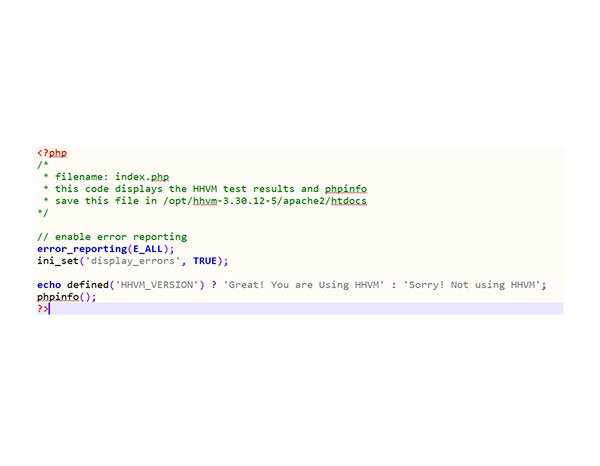 <?php
/*
 * filename: index.php
 * this code displays the HHVM test results and phpinfo
 * save this file in /opt/hhvm-3.30.12-5/apache2/htdocs
*/
// enable error reporting
error_reporting(E_ALL);
ini_set('display_errors', TRUE);
echo defined('HHVM_VERSION') ? 'Great! You are Using HHVM' : 'Sorry! Not using HHVM';
phpinfo();
?>